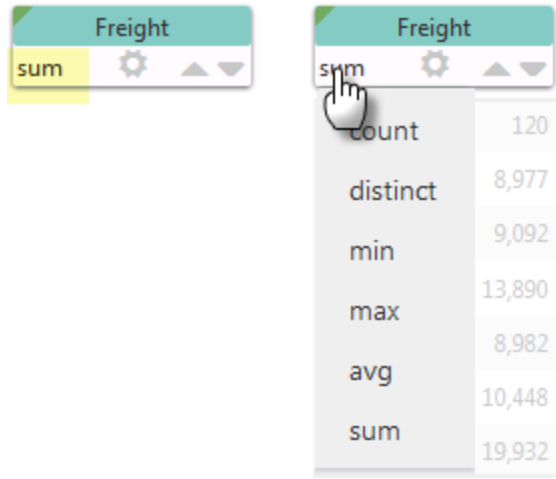 Freight
sum
Freight
sum
count 120
distinct 8,977
min 9,092
max 13,890
avg 8,982
10,448
sum 19,932